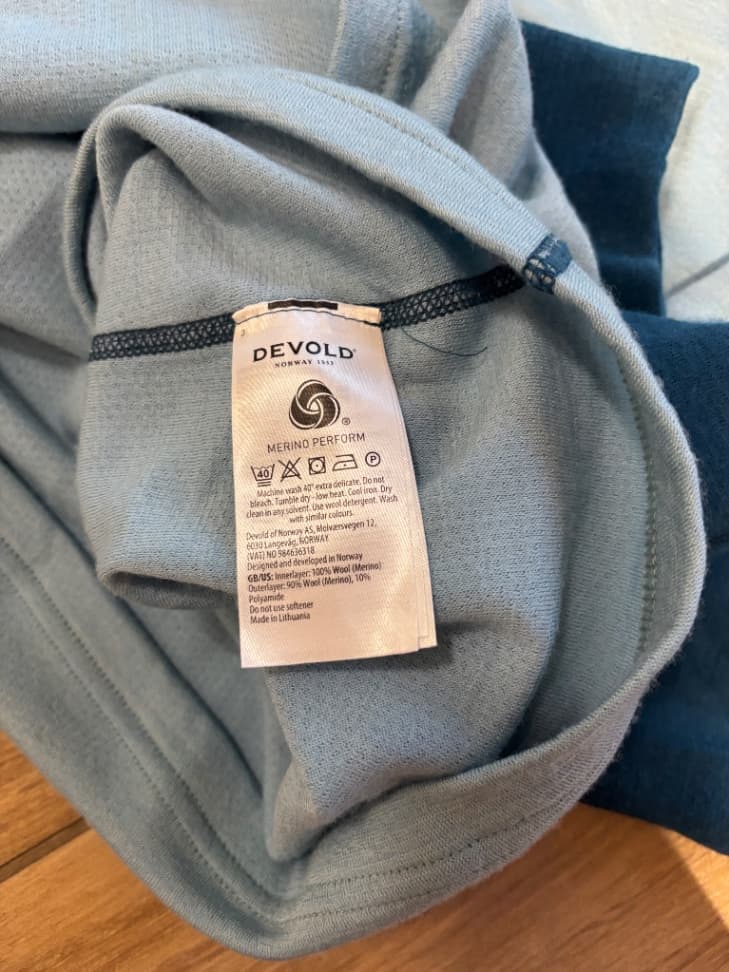 DEVOLD®
NORWAY 1853
®
MERINO PERFORM
40 P
Machine wash 40° extra delicate. Do not
bleach. Tumble dry - low heat. Cool iron. Dry
clean in any solvent. Use wool detergent. Wash
with similar colours.
Devold of Norway AS, Molværsvegen 12,
6030 Langevåg, NORWAY
(VAT) NO 984636318
Designed and developed in Norway
GB/US: Innerlayer: 100% Wool (Merino)
Outerlayer: 90% Wool (Merino), 10%
Polyamide
Do not use softener
Made in Lithuania